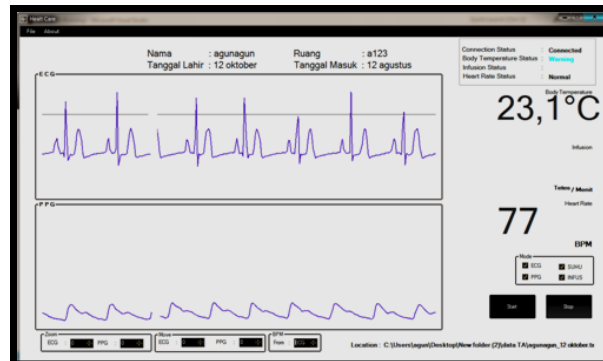 Heart Care
File About
Nama : agunagun Ruang : a123
Tanggal Lahir : 12 oktober Tanggal Masuk : 12 agustus
Connection Status : Connected
Body Temperature Status : Warning
Infusion Status :
Heart Rate Status : Normal
ECG
Body Temperature
23,1°C
Infusion
Tetes / Menit
PPG
Heart Rate
77
BPM
Mode
ECG SUHU
PPG INFUS
Start Stop
Zoom Move BPM
ECG : PPG : ECG : PPG : From : ECG
Location : C:\Users\agun\Desktop\New folder (2)\data TA\agunagun_12 oktober.tx